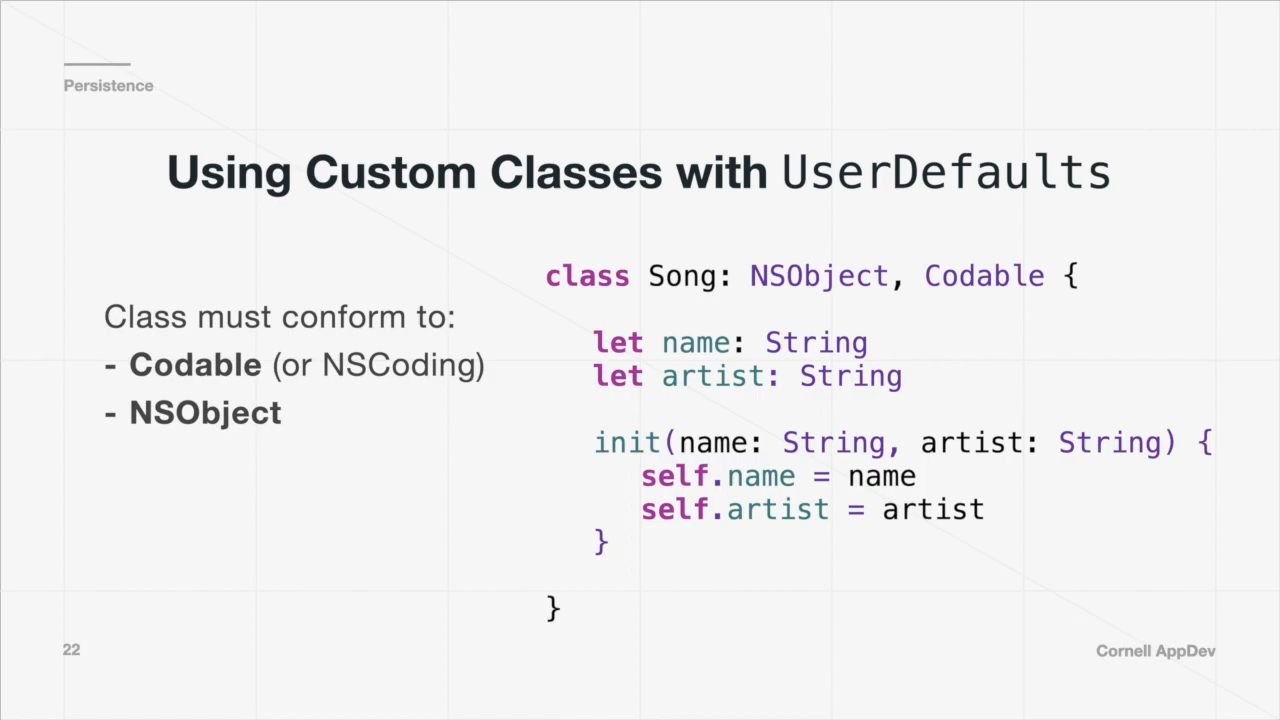 Persistence
Using Custom Classes with UserDefaults
Class must conform to:
- Codable (or NSCoding)
- NSObject
class Song: NSObject, Codable {
let name: String
let artist: String
init(name: String, artist: String) {
self.name = name
self.artist = artist
}
}
22
Cornell AppDev